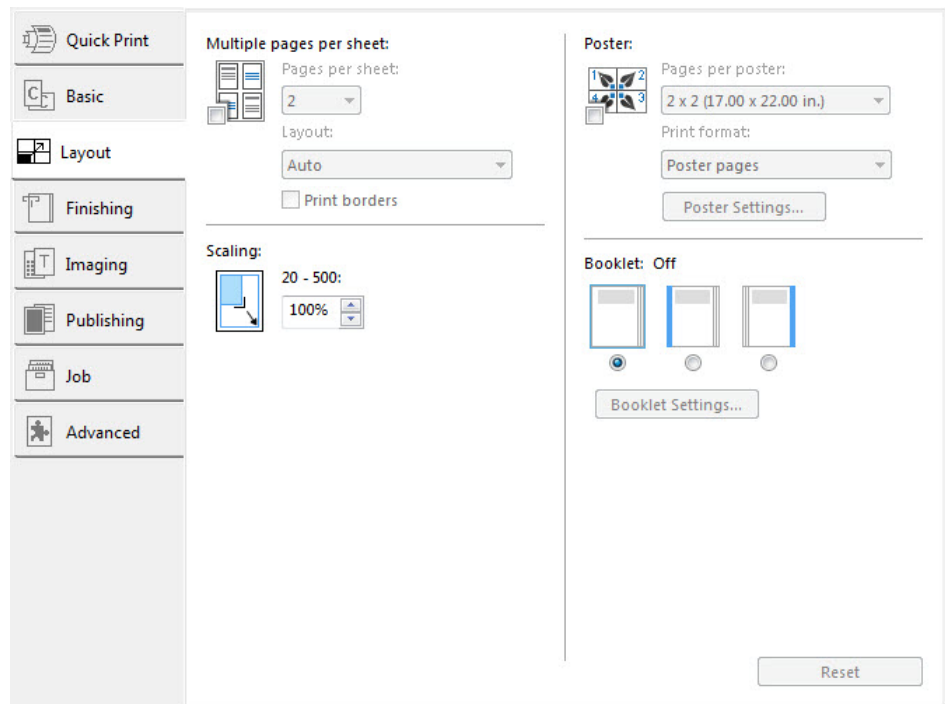 Quick Print
Basic
Layout
Finishing
Imaging
Publishing
Job
Advanced
Multiple pages per sheet:
Pages per sheet:
2
Layout:
Auto
Print borders
Scaling:
20 - 500:
100%
Poster:
1 2
4 3
Pages per poster:
2 x 2 (17.00 x 22.00 in.)
Print format:
Poster pages
Poster Settings...
Booklet: Off
Booklet Settings...
Reset